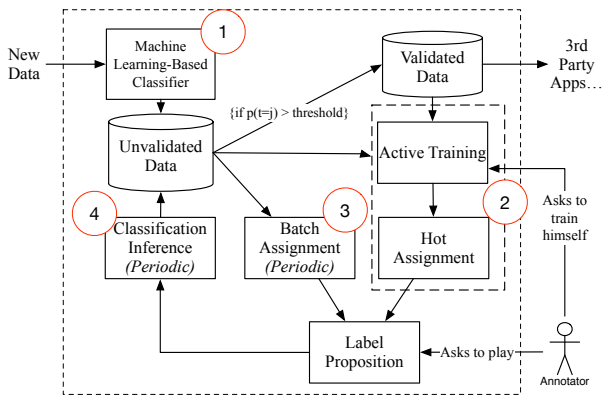 New
Data
Machine
Learning-Based
Classifier
1
Validated
Data
3rd
Party
Apps…
{if p(t=j) > threshold}
Unvalidated
Data
Active Training
4
Classification
Inference
(Periodic)
3
Batch
Assignment
(Periodic)
2
Hot
Assignment
Asks to
train
himself
Label
Proposition
Asks to play
Annotator